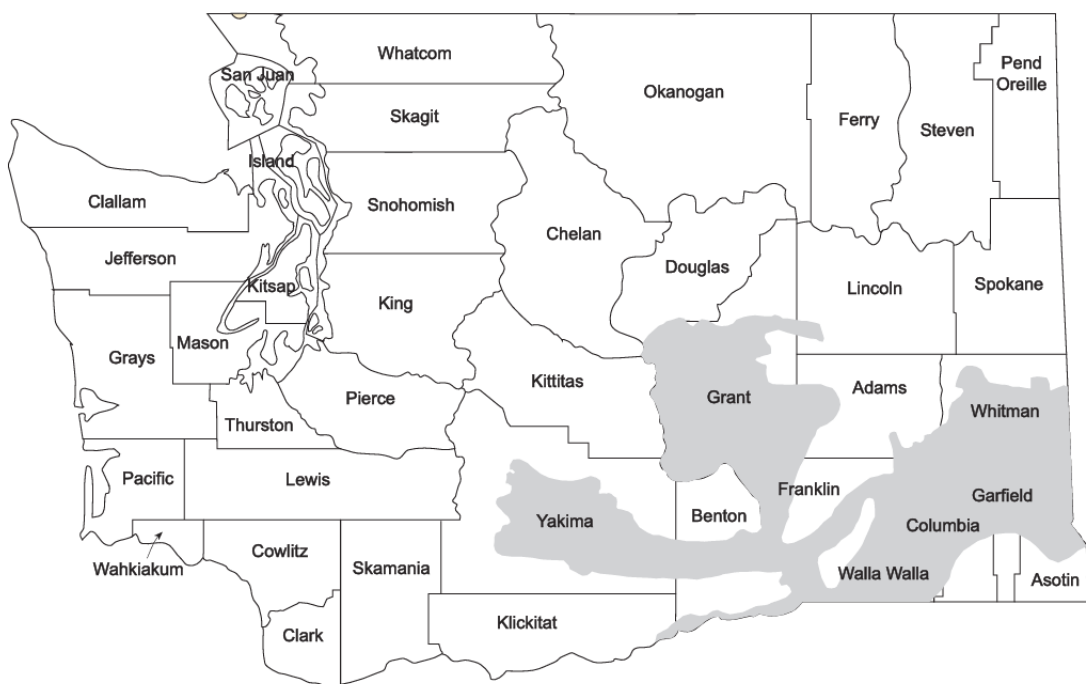 Whatcom
San Juan
Okanogan
Pend
Oreille
Skagit
Ferry
Steven
Island
Clallam
Snohomish
Chelan
Jefferson
Douglas
Kitsap
Lincoln
Spokane
King
Mason
Grays
Kittitas
Adams
Grant
Pierce
Whitman
Thurston
Pacific
Lewis
Franklin
Garfield
Yakima
Benton
Columbia
Cowlitz
Wahkiakum
Skamania
Walla Walla
Asotin
Klickitat
Clark